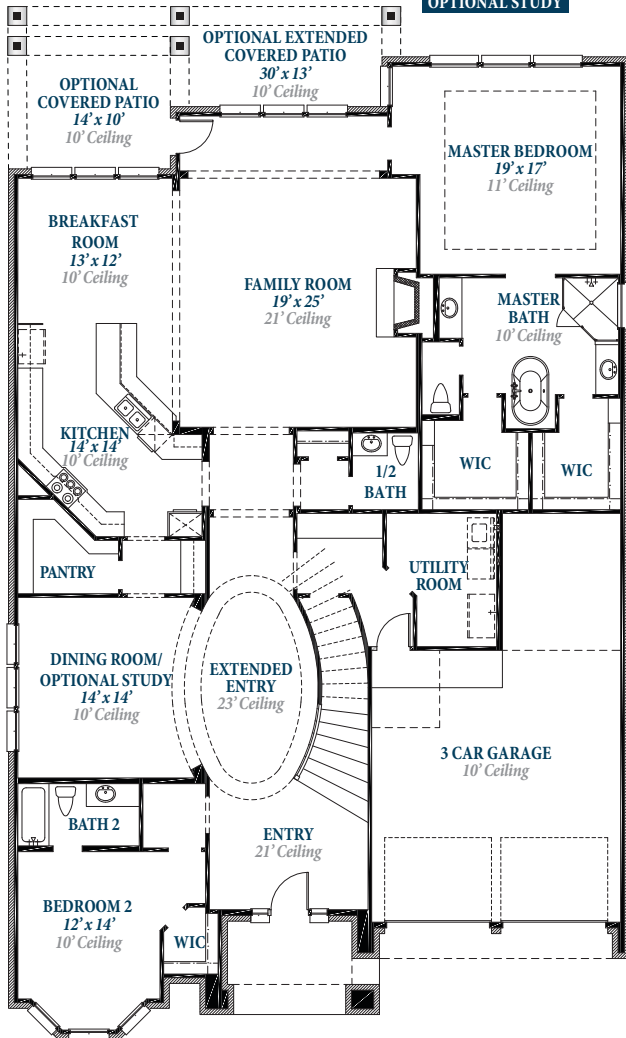 OPTIONAL STUDY
OPTIONAL EXTENDED
COVERED PATIO
30' x 13'
10' Ceiling
OPTIONAL
COVERED PATIO
14' x 10'
10' Ceiling
MASTER BEDROOM
19' x 17'
11' Ceiling
BREAKFAST
ROOM
13' x 12'
10' Ceiling
FAMILY ROOM
19' x 25'
21' Ceiling
MASTER
BATH
10' Ceiling
KITCHEN
14' x 14'
10' Ceiling
1/2
BATH
WIC
WIC
PANTRY
UTILITY
ROOM
DINING ROOM/
OPTIONAL STUDY
14' x 14'
10' Ceiling
EXTENDED
ENTRY
23' Ceiling
3 CAR GARAGE
10' Ceiling
BATH 2
ENTRY
21' Ceiling
BEDROOM 2
12' x 14'
10' Ceiling
WIC